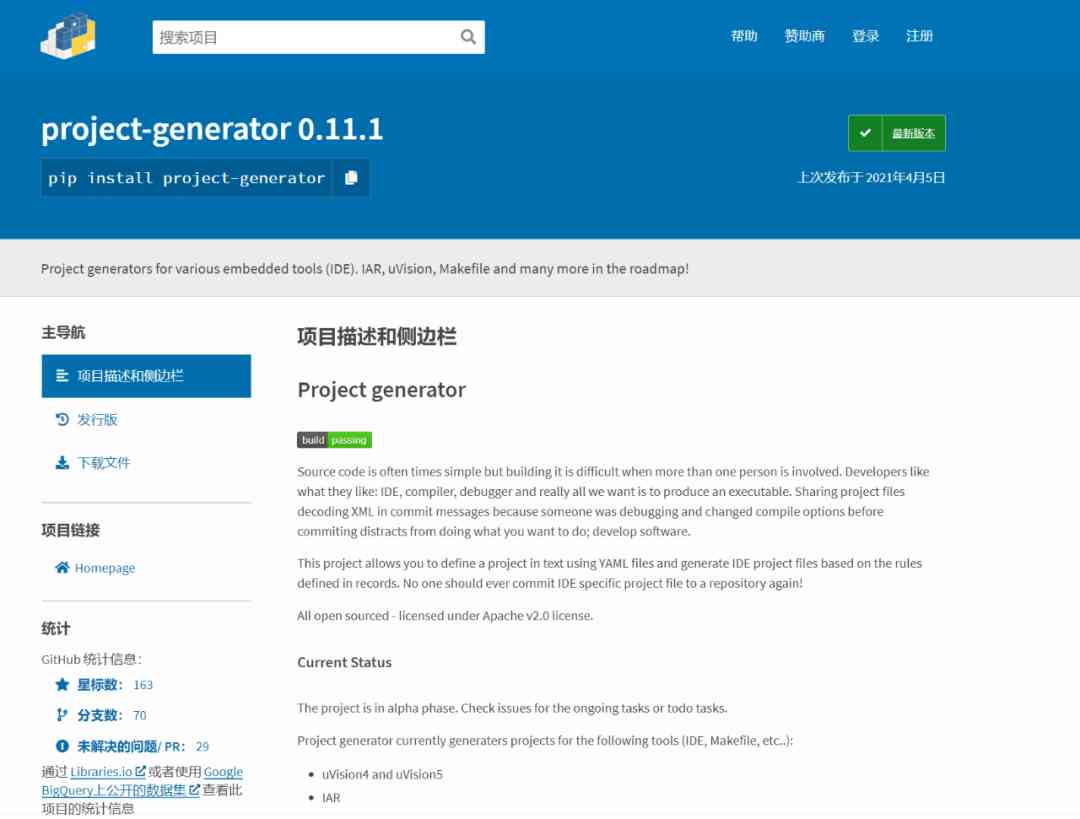 搜索项目
帮助
赞助商
登录
注册
project-generator 0.11.1
最新版本
pip install project-generator
上次发布于 2021年4月5日
Project generators for various embedded tools (IDE). IAR, uVision, Makefile and many more in the roadmap!
主导航
项目描述和侧边栏
发行版
下载文件
项目链接
Homepage
统计
GitHub 统计信息：
星标数： 163
分支数： 70
未解决的问题/ PR： 29
通过 Libraries.io 或者使用 Google
BigQuery上公开的数据集 查看此
项目的统计信息
项目描述和侧边栏
Project generator
build passing
Source code is often times simple but building it is difficult when more than one person is involved. Developers like
what they like: IDE, compiler, debugger and really all we want is to produce an executable. Sharing project files
decoding XML in commit messages because someone was debugging and changed compile options before
commiting distracts from doing what you want to do; develop software.
This project allows you to define a project in text using YAML files and generate IDE project files based on the rules
defined in records. No one should ever commit IDE specific project file to a repository again!
All open sourced - licensed under Apache v2.0 license.
Current Status
The project is in alpha phase. Check issues for the ongoing tasks or todo tasks.
Project generator currently generaters projects for the following tools (IDE, Makefile, etc..):
• uVision4 and uVision5
• IAR